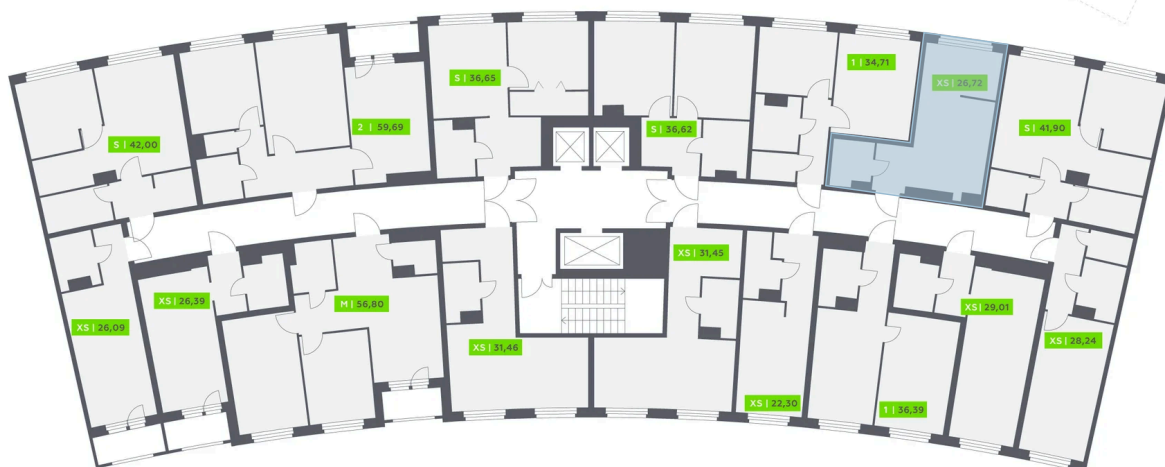 S | 36,65
1 | 34,71
XS | 26,72
2 | 59,69
S | 36,62
S | 41,90
S | 42,00
XS | 31,45
XS | 26,39
M | 56,80
XS | 29,01
XS | 26,09
XS | 31,46
XS | 28,24
XS | 22,30
1 | 36,39